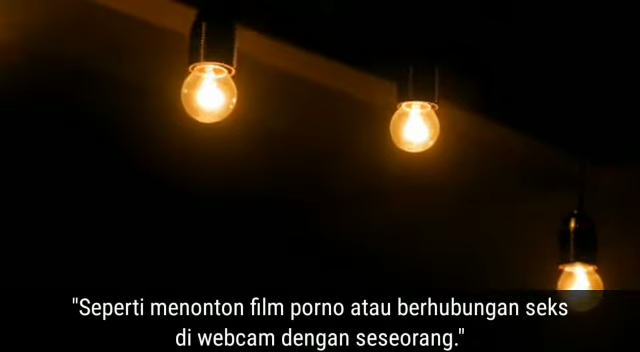 "Seperti menonton film porno atau berhubungan seks
di webcam dengan seseorang."